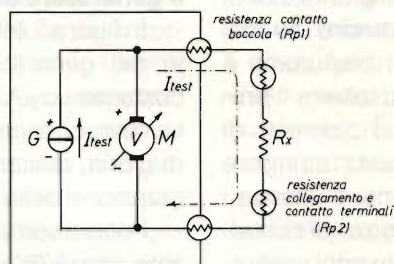 resistenza contatto
boccola (Rp1)
+
Itest
+
G
Itest
V
M
Rx
-
-
resistenza
collegamento e
contatto terminali
(Rp2)